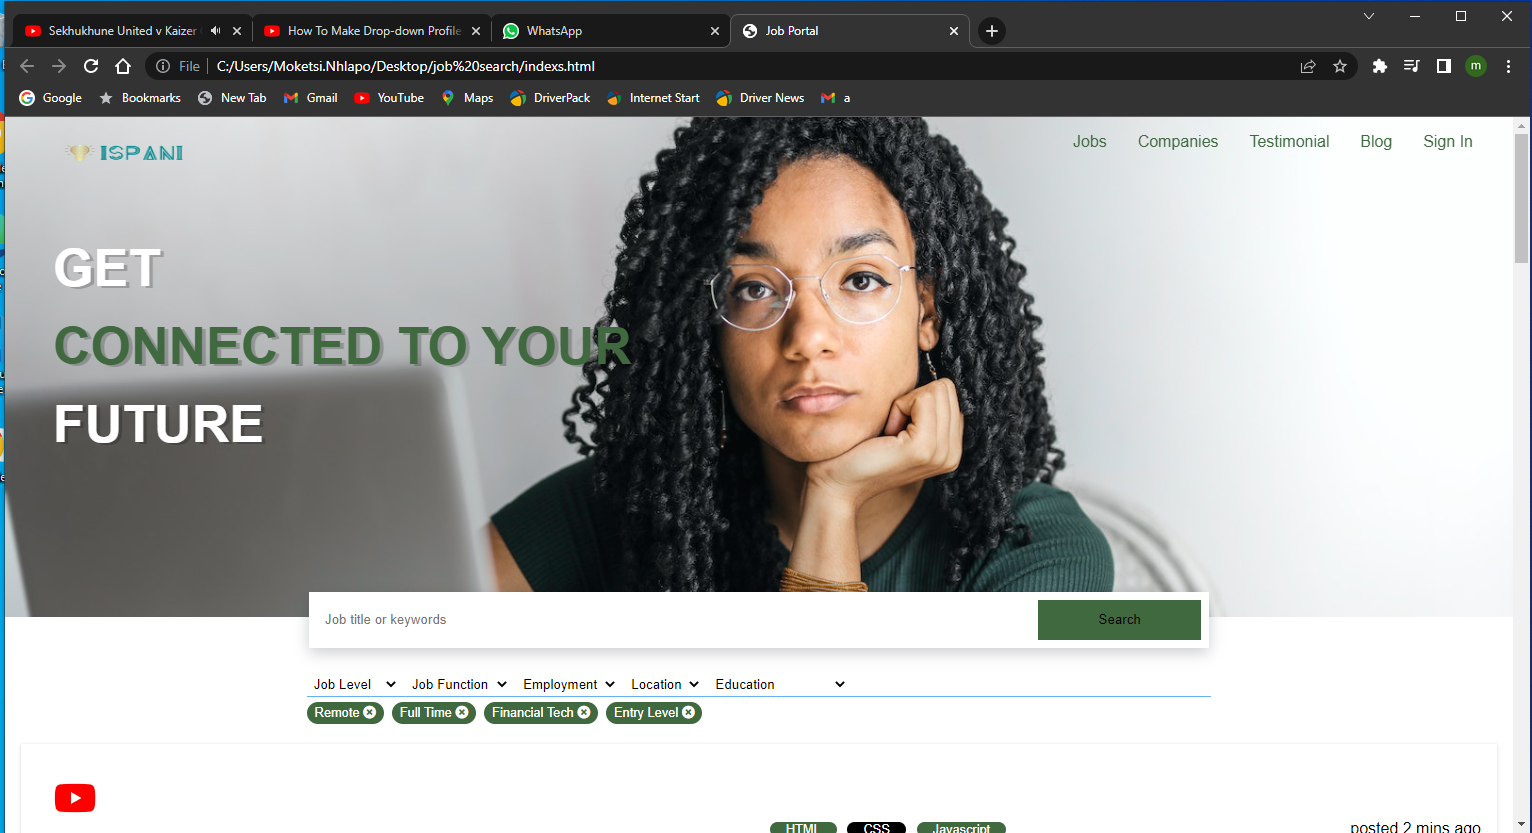 Sekhukhune United v Kaizer
How To Make Drop-down Profile
WhatsApp
Job Portal
File
C:/Users/Moketsi.Nhlapo/Desktop/job%20search/indexs.html
m
Google
Bookmarks
New Tab
Gmail
YouTube
Maps
DriverPack
Internet Start
Driver News
a
ISPANI
Jobs
Companies
Testimonial
Blog
Sign In
GET
CONNECTED TO YOUR
FUTURE
Job title or keywords
Search
Job Level
Job Function
Employment
Location
Education
Remote
Full Time
Financial Tech
Entry Level
HTML
CSS
Javascript
posted 2 mins ago